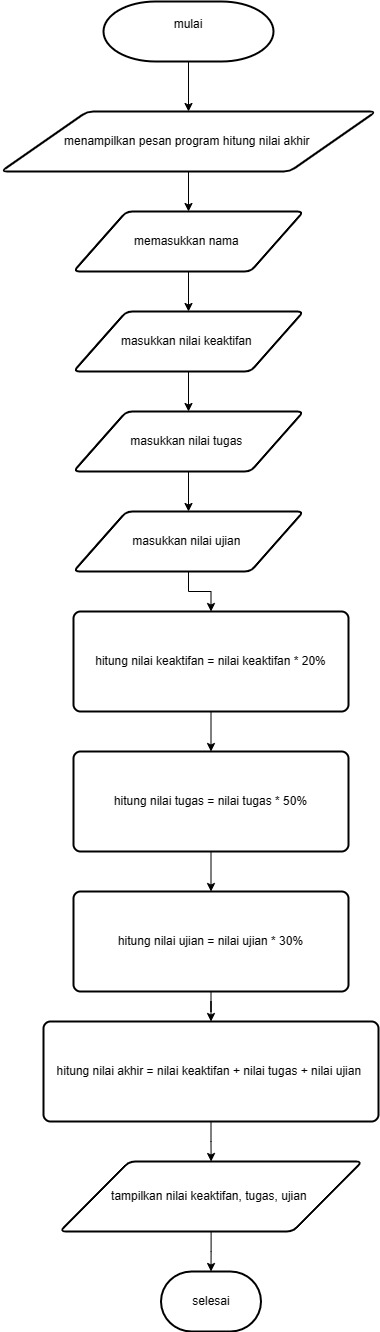 mulai
menampilkan pesan program hitung nilai akhir
memasukkan nama
masukkan nilai keaktifan
masukkan nilai tugas
masukkan nilai ujian
hitung nilai keaktifan = nilai keaktifan * 20%
hitung nilai tugas = nilai tugas * 50%
hitung nilai ujian = nilai ujian * 30%
hitung nilai akhir = nilai keaktifan + nilai tugas + nilai ujian
tampilkan nilai keaktifan, tugas, ujian
selesai